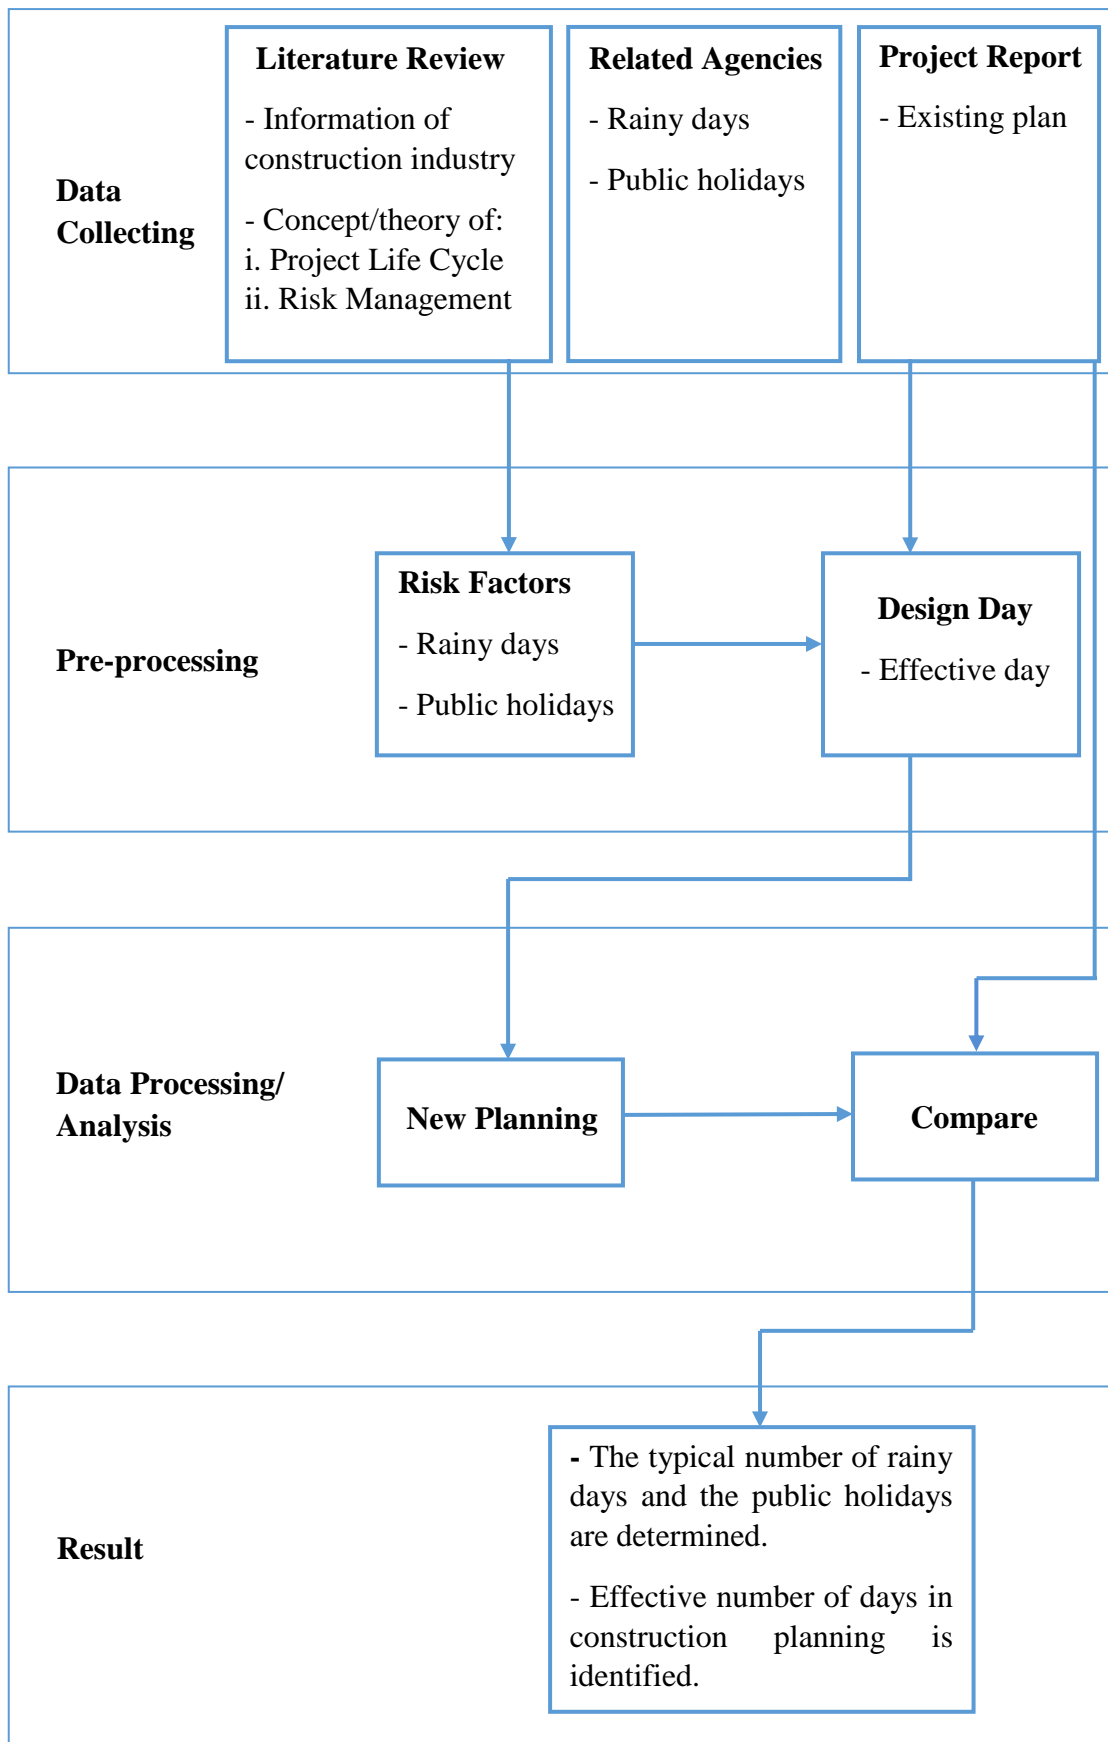 Data
Collecting
Literature Review
- Information of
construction industry
- Concept/theory of:
i. Project Life Cycle
ii. Risk Management
Related Agencies
- Rainy days
- Public holidays
Project Report
- Existing plan
Pre-processing
Risk Factors
- Rainy days
- Public holidays
Design Day
- Effective day
Data Processing/
Analysis
New Planning
Compare
Result
- The typical number of rainy
days and the public holidays
are determined.
- Effective number of days in
construction planning is
identified.